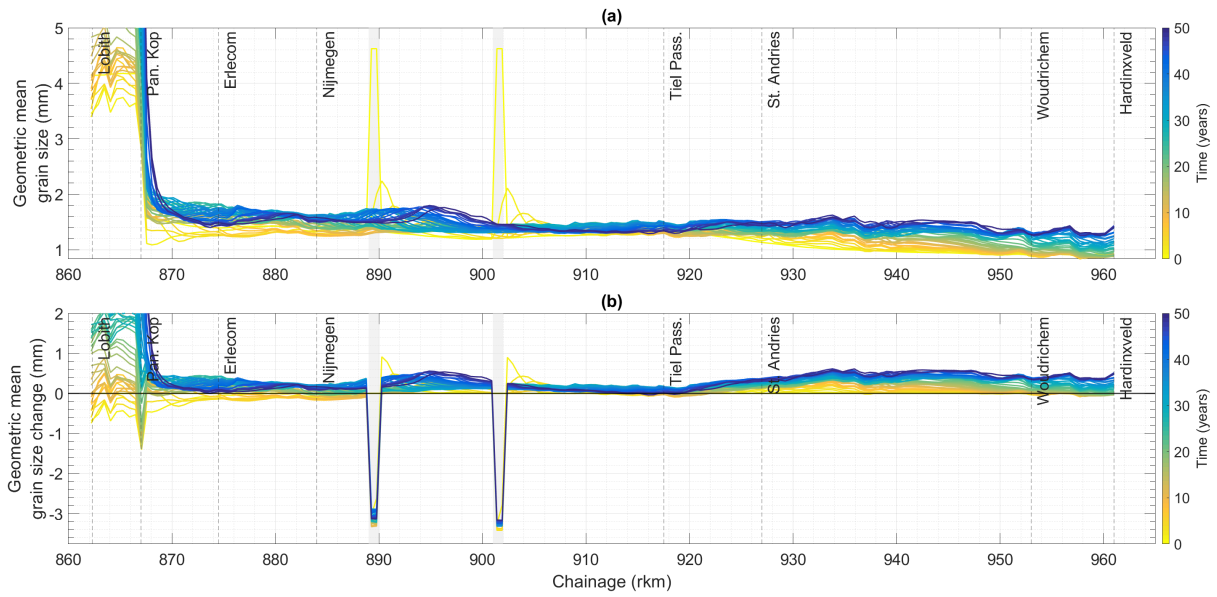 (a)
Geometric mean
grain size (mm)
5
4
3
2
1
Lobith
Pan. Kop
Erlecom
Nijmegen
Tiel Pass.
St. Andries
Woudrichem
Hardinxveld
860 870 880 890 900 910 920 930 940 950 960
50
40
30
20
10
0
Time (years)
(b)
Geometric mean
grain size change (mm)
2
1
0
-1
-2
-3
Lobith
Pan. Kop
Erlecom
Nijmegen
Tiel Pass.
St. Andries
Woudrichem
Hardinxveld
860 870 880 890 900 910 920 930 940 950 960
Chainage (rkm)
50
40
30
20
10
0
Time (years)